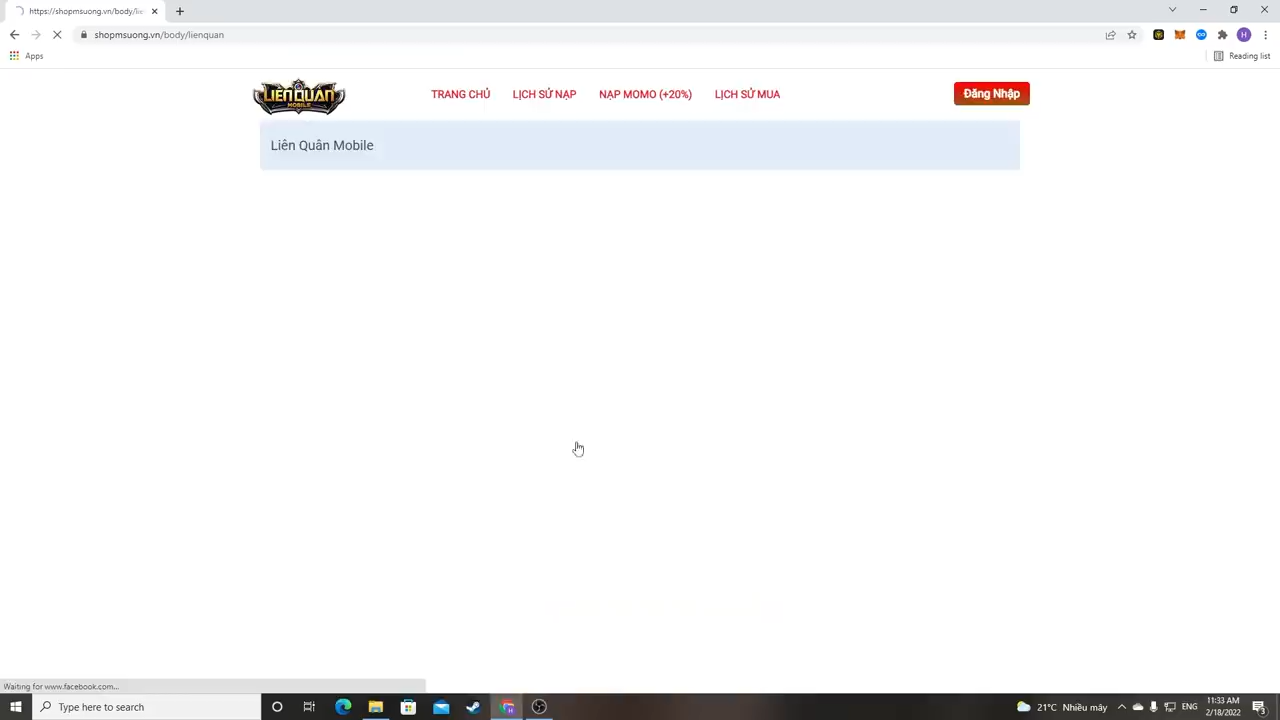 https://shopmsuong.vn/body/lie
shopmsuong.vn/body/lienquan
H
Apps
Reading list
LIÊN QUÂN
MOBILE
TRANG CHỦ
LỊCH SỬ NẠP
NẠP MOMO (+20%)
LỊCH SỬ MUA
Đăng Nhập
Liên Quân Mobile
Waiting for www.facebook.com...
Type here to search
21°C Nhiều mây
ENG
11:33 AM
2/18/2022
3